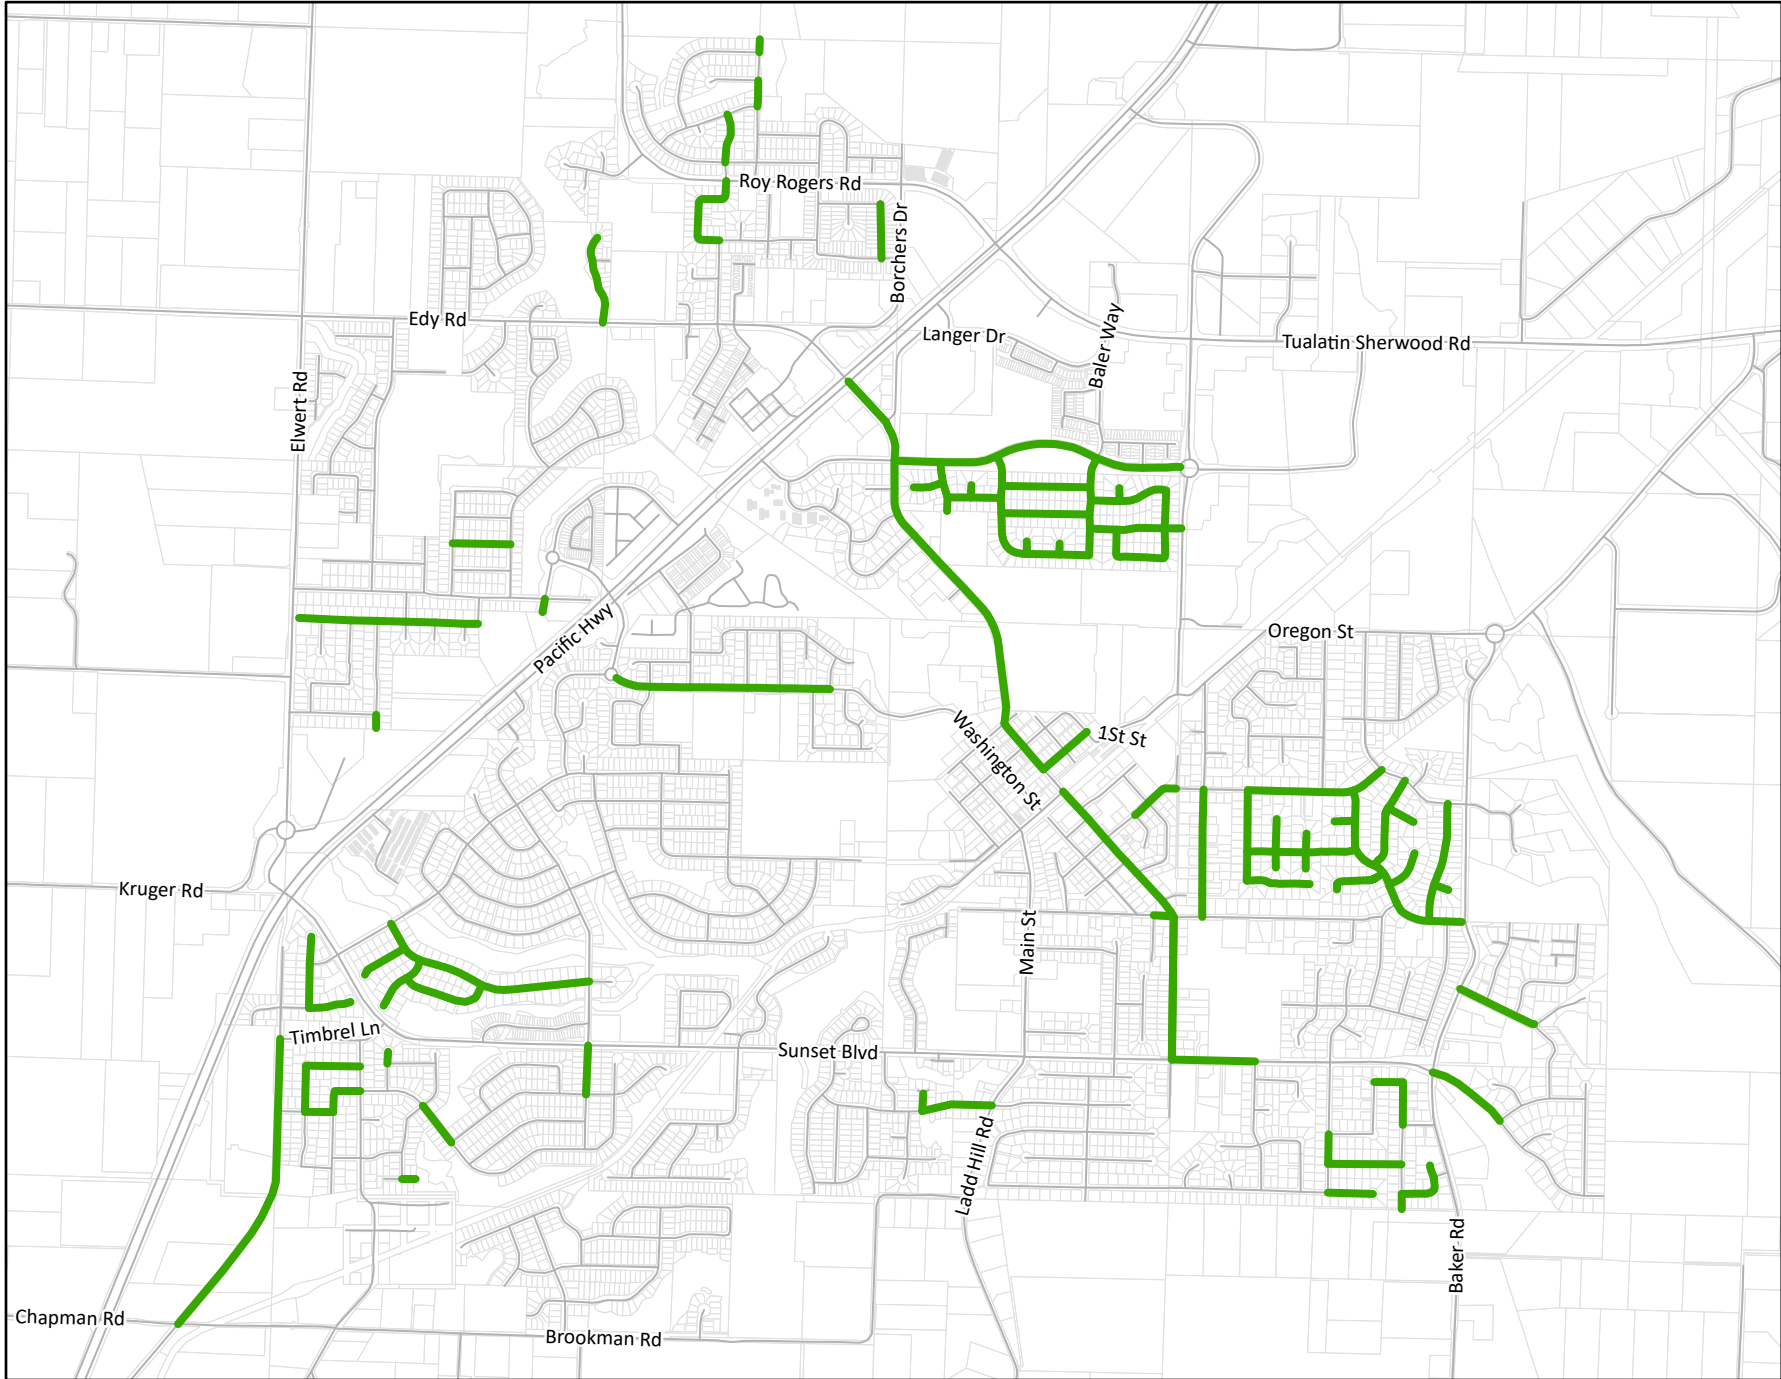 Roy Rogers Rd
Borchers Dr
Edy Rd
Langer Dr
Baler Way
Tualatin Sherwood Rd
Elwert Rd
Pacific Hwy
Oregon St
Washington St
1St St
Kruger Rd
Main St
Timbrel Ln
Sunset Blvd
Ladd Hill Rd
Baker Rd
Chapman Rd
Brookman Rd